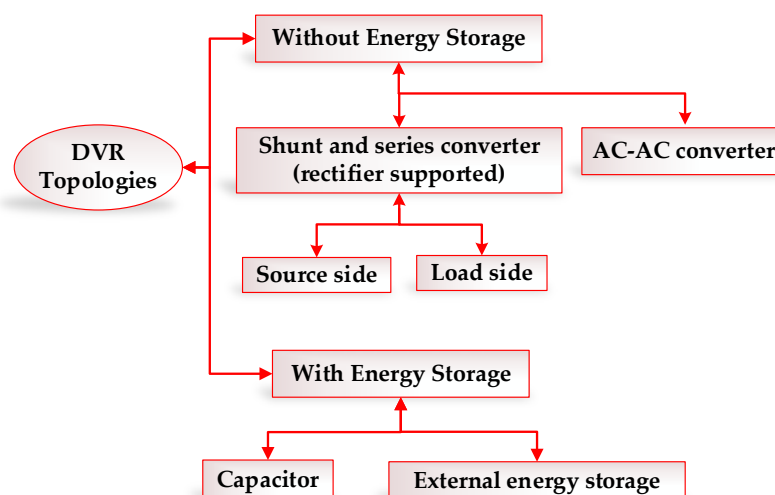 Without Energy Storage
DVR
Topologies
Shunt and series converter
(rectifier supported)
AC-AC converter
Source side
Load side
With Energy Storage
Capacitor
External energy storage